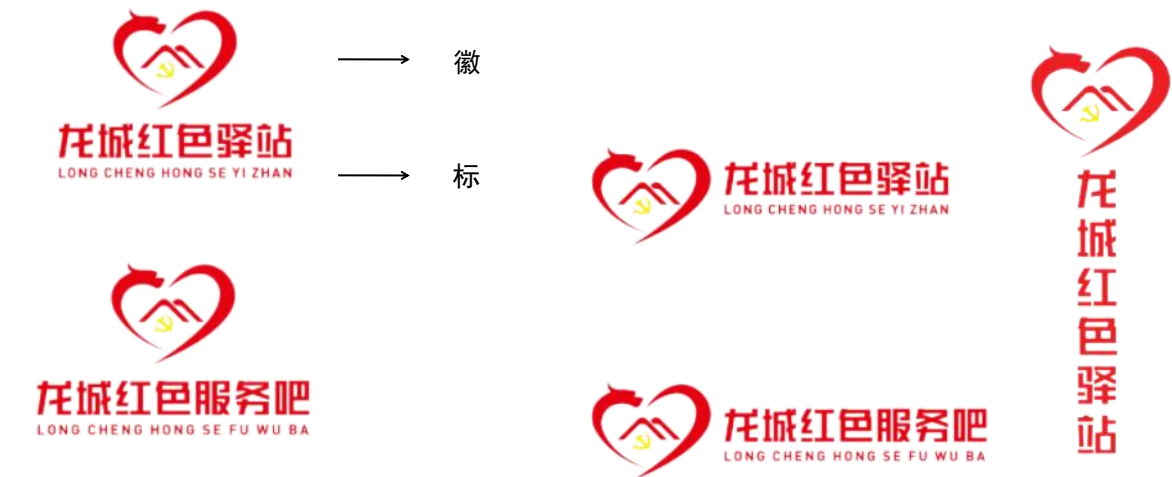 徽
龙城红色驿站
LONG CHENG HONG SE YI ZHAN
标
龙城红色驿站
LONG CHENG HONG SE YI ZHAN
龙城红色驿站
龙城红色服务吧
LONG CHENG HONG SE FU WU BA
龙城红色服务吧
LONG CHENG HONG SE FU WU BA